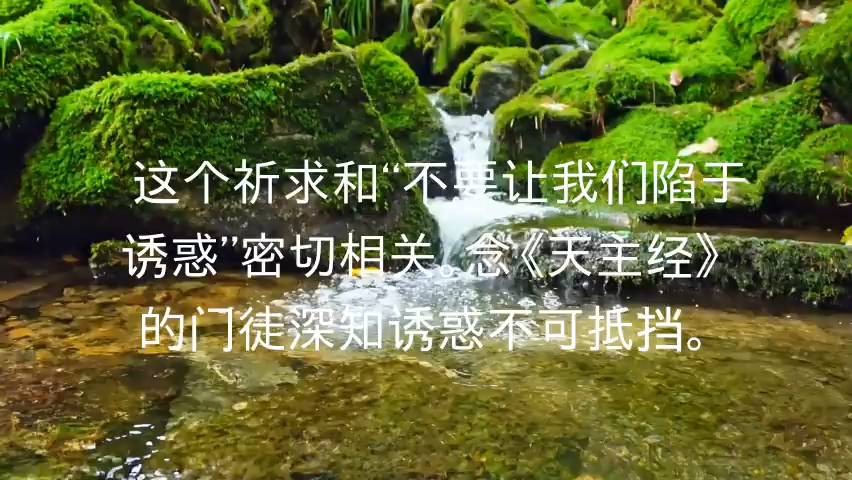 这个祈求和“不要让我们陷于
诱惑”密切相关。念《天主经》
的门徒深知诱惑不可抵挡。